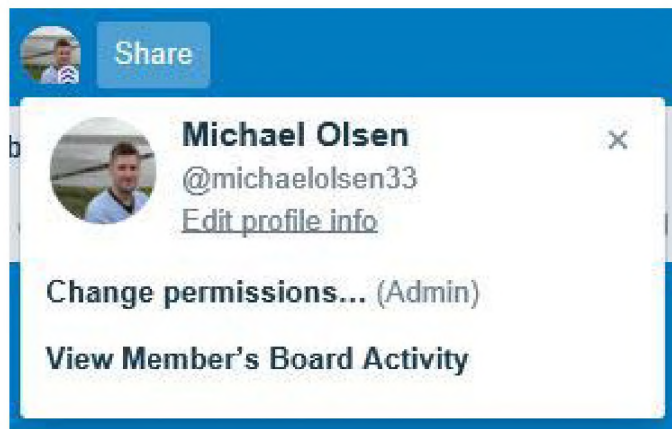 Share
b
Michael Olsen
@michaelolsen33
Edit profile info
Change permissions... (Admin)
View Member's Board Activity